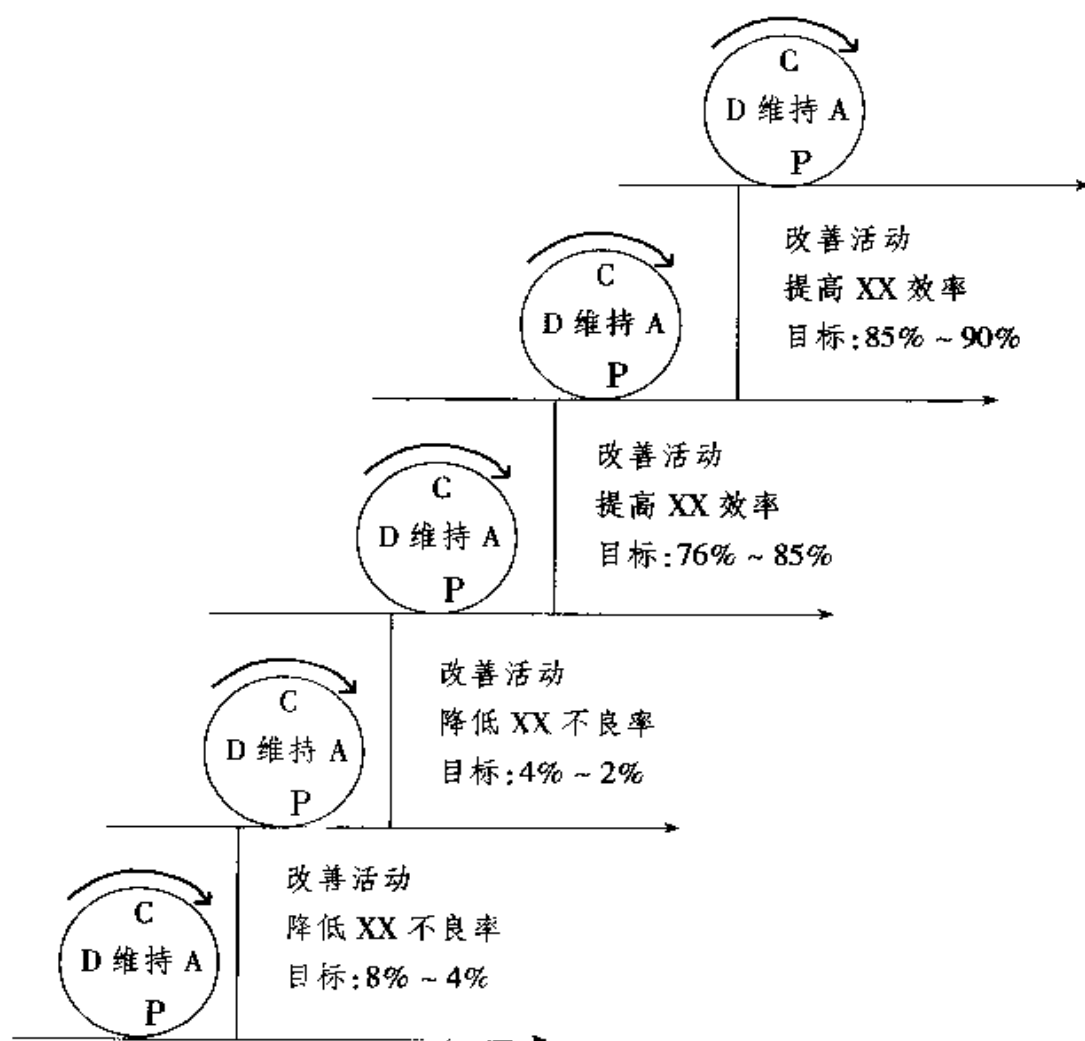 C
D 维持 A
P
改善活动
提高 XX 效率
目标:85% ~ 90%
C
D 维持 A
P
改善活动
提高 XX 效率
目标:76% ~ 85%
C
D 维持 A
P
改善活动
降低 XX 不良率
目标:4% ~ 2%
C
D 维持 A
P
改善活动
降低 XX 不良率
目标:8% ~ 4%
C
D 维持 A
P